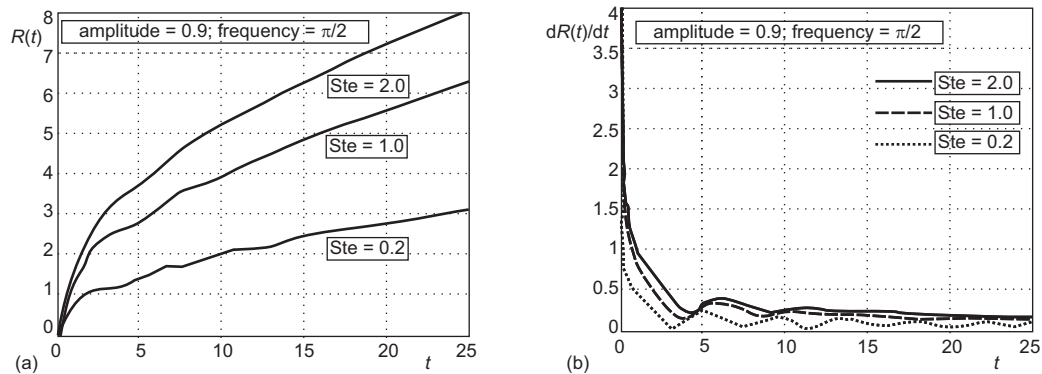 8
R(t)
amplitude = 0.9; frequency = π/2
7
6
Ste = 2.0
5
Ste = 1.0
4
3
2
Ste = 0.2
1
0
0 5 10 15 20 25
(a)
t
4
dR(t)/dt
amplitude = 0.9; frequency = π/2
3.5
3
Ste = 2.0
Ste = 1.0
2.5
Ste = 0.2
2
1.5
1
0.5
0
0 5 10 15 20 25
(b)
t